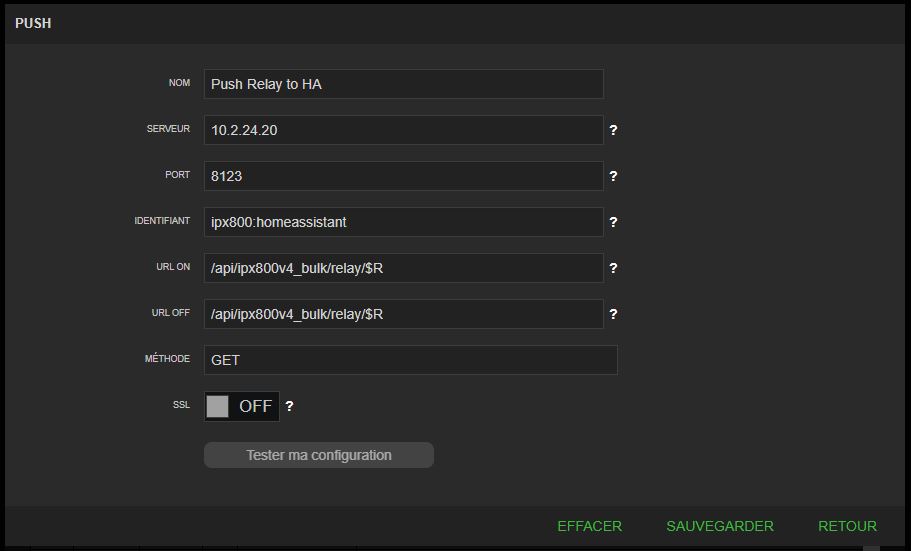 PUSH
NOM Push Relay to HA
SERVEUR 10.2.24.20 ?
PORT 8123 ?
IDENTIFIANT ipx800:homeassistant ?
URL ON /api/ipx800v4_bulk/relay/$R ?
URL OFF /api/ipx800v4_bulk/relay/$R ?
MÉTHODE GET
SSL OFF ?
Tester ma configuration
EFFACER SAUVEGARDER RETOUR